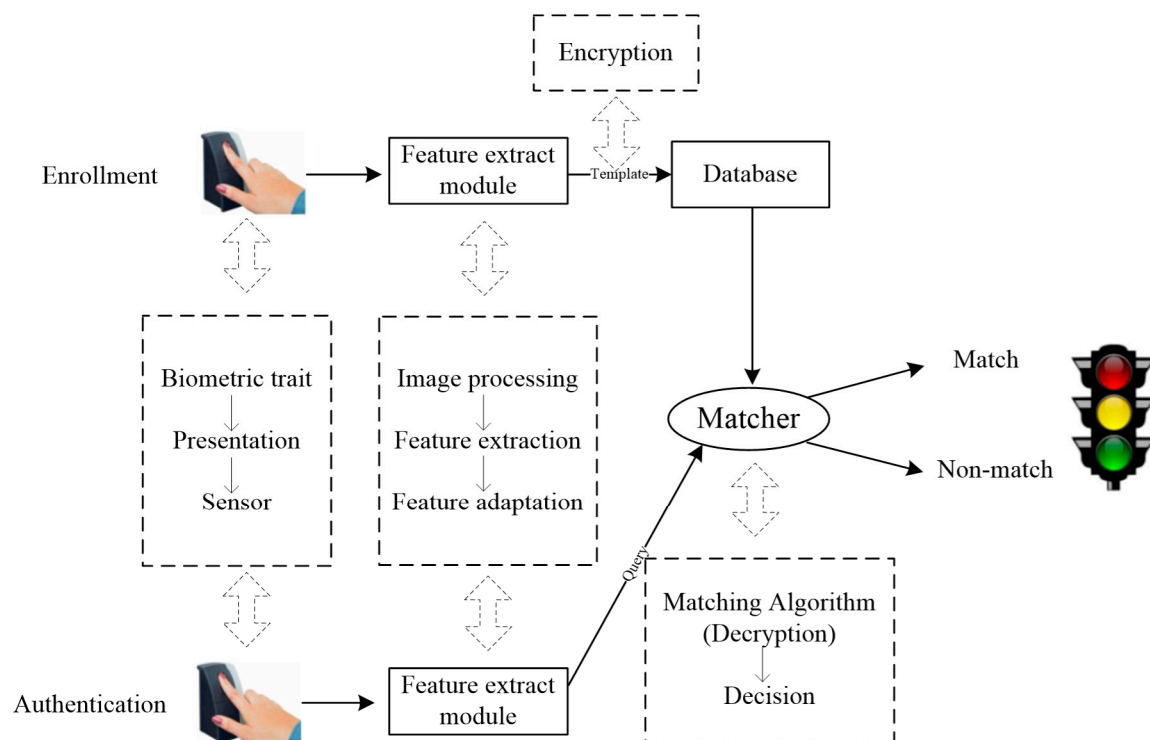 Encryption
Enrollment
Feature extract
module
Template
Database
Biometric trait
Presentation
Sensor
Image processing
Feature extraction
Feature adaptation
Matcher
Match
Non-match
Query
Matching Algorithm
(Decryption)
Decision
Authentication
Feature extract
module